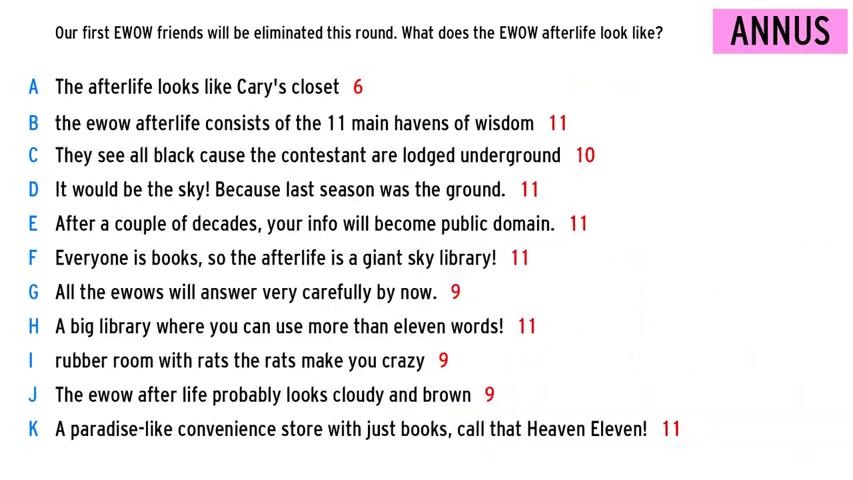 Our first EWOW friends will be eliminated this round. What does the EWOW afterlife look like?
ANNUS
A The afterlife looks like Cary's closet 6
B the ewow afterlife consists of the 11 main havens of wisdom 11
C They see all black cause the contestant are lodged underground 10
D It would be the sky! Because last season was the ground. 11
E After a couple of decades, your info will become public domain. 11
F Everyone is books, so the afterlife is a giant sky library! 11
G All the ewows will answer very carefully by now. 9
H A big library where you can use more than eleven words! 11
I rubber room with rats the rats make you crazy 9
J The ewow after life probably looks cloudy and brown 9
K A paradise-like convenience store with just books, call that Heaven Eleven! 11